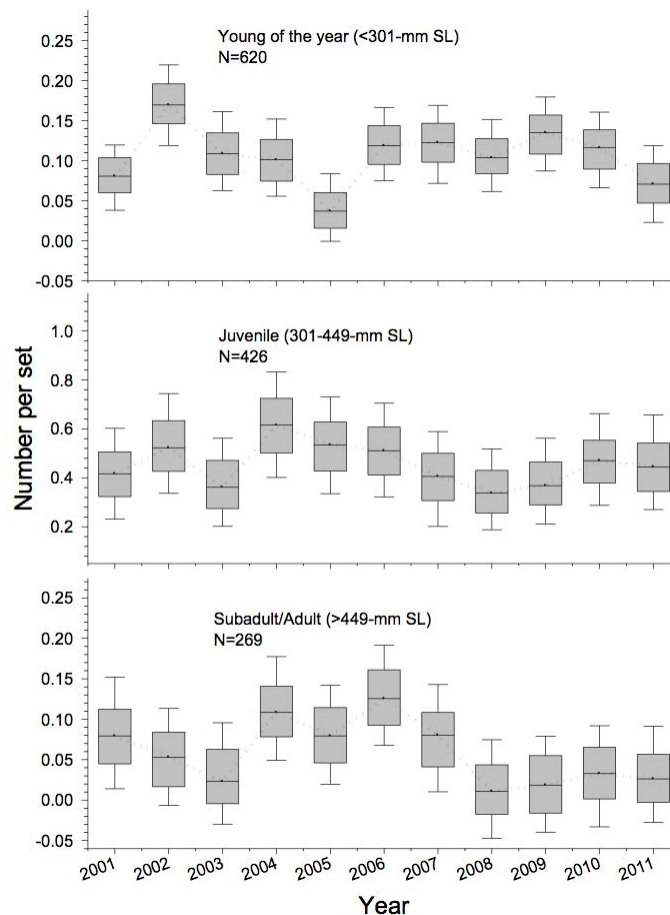 Young of the year (<301-mm SL)
N=620
0.25
0.20
0.15
0.10
0.05
0.00
-0.05
Number per set
Juvenile (301-449-mm SL)
N=426
1.0
0.8
0.6
0.4
0.2
Subadult/Adult (>449-mm SL)
N=269
0.25
0.20
0.15
0.10
0.05
0.00
-0.05
2001 2002 2003 2004 2005 2006 2007 2008 2009 2010 2011
Year